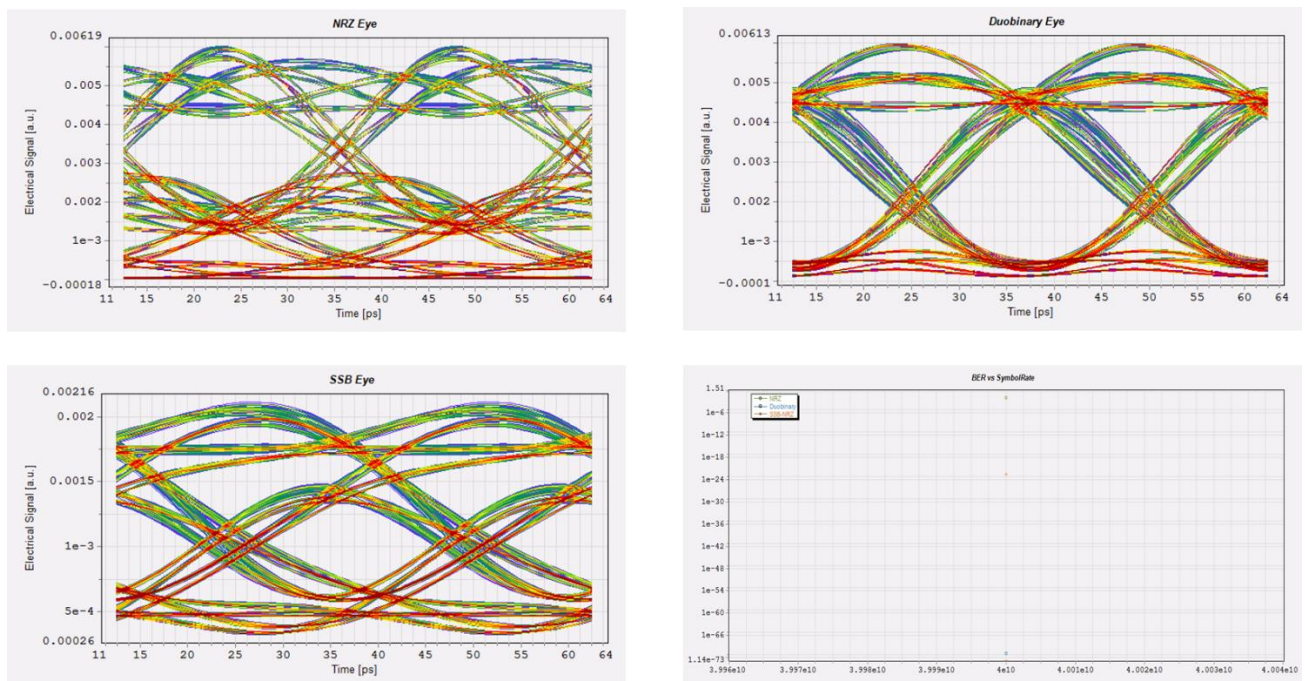 NRZ Eye
0.00619
0.005
0.004
0.003
0.002
1e-3
-0.00018
Electrical Signal [a.u.]
11 15 20 25 30 35 40 45 50 55 60 64
Time [ps]
Duobinary Eye
0.00613
0.005
0.004
0.003
0.002
1e-3
-0.0001
Electrical Signal [a.u.]
11 15 20 25 30 35 40 45 50 55 60 64
Time [ps]
SSB Eye
0.00216
0.002
0.0015
1e-3
5e-4
0.00026
Electrical Signal [a.u.]
11 15 20 25 30 35 40 45 50 55 60 64
Time [ps]
BER vs SymbolRate
NRZ
Duobinary
SSB-NRZ
1.51
1e-6
1e-12
1e-18
1e-24
1e-30
1e-36
1e-42
1e-48
1e-54
1e-60
1e-66
1.14e-73
3.996e10 3.997e10 3.998e10 3.999e10 4e10 4.001e10 4.002e10 4.003e10 4.004e10